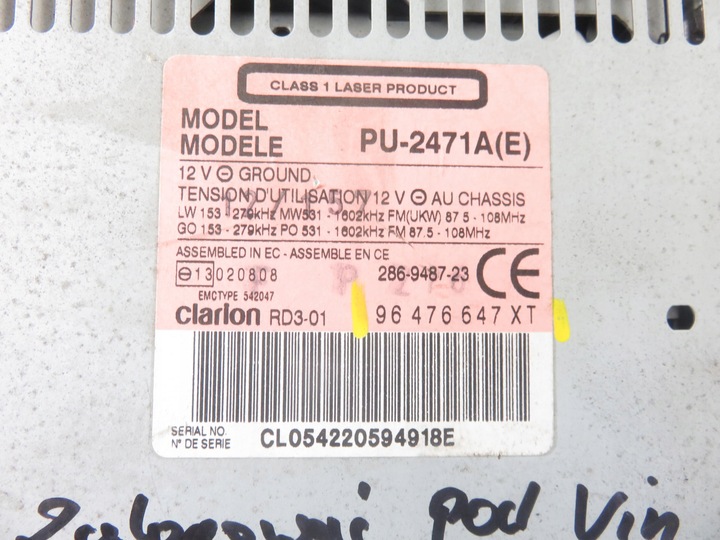 CLASS 1 LASER PRODUCT
MODEL
MODELE PU-2471A(E)
12 V ⊖ GROUND
TENSION D'UTILISATION 12 V ⊖ AU CHASSIS
LW 153 - 279kHz MW531 - 1602kHz FM(UKW) 87.5 - 108MHz
GO 153 - 279kHz PO 531 - 1602kHz FM 87.5 - 108MHz
ASSEMBLED IN EC - ASSEMBLE EN CE
13020808 286-9487-23 CE
EMCTYPE 542047
clarion RD3-01 96 476 647 XT
SERIAL NO.
N° DE SERIE CL054220594918E
pod Vin